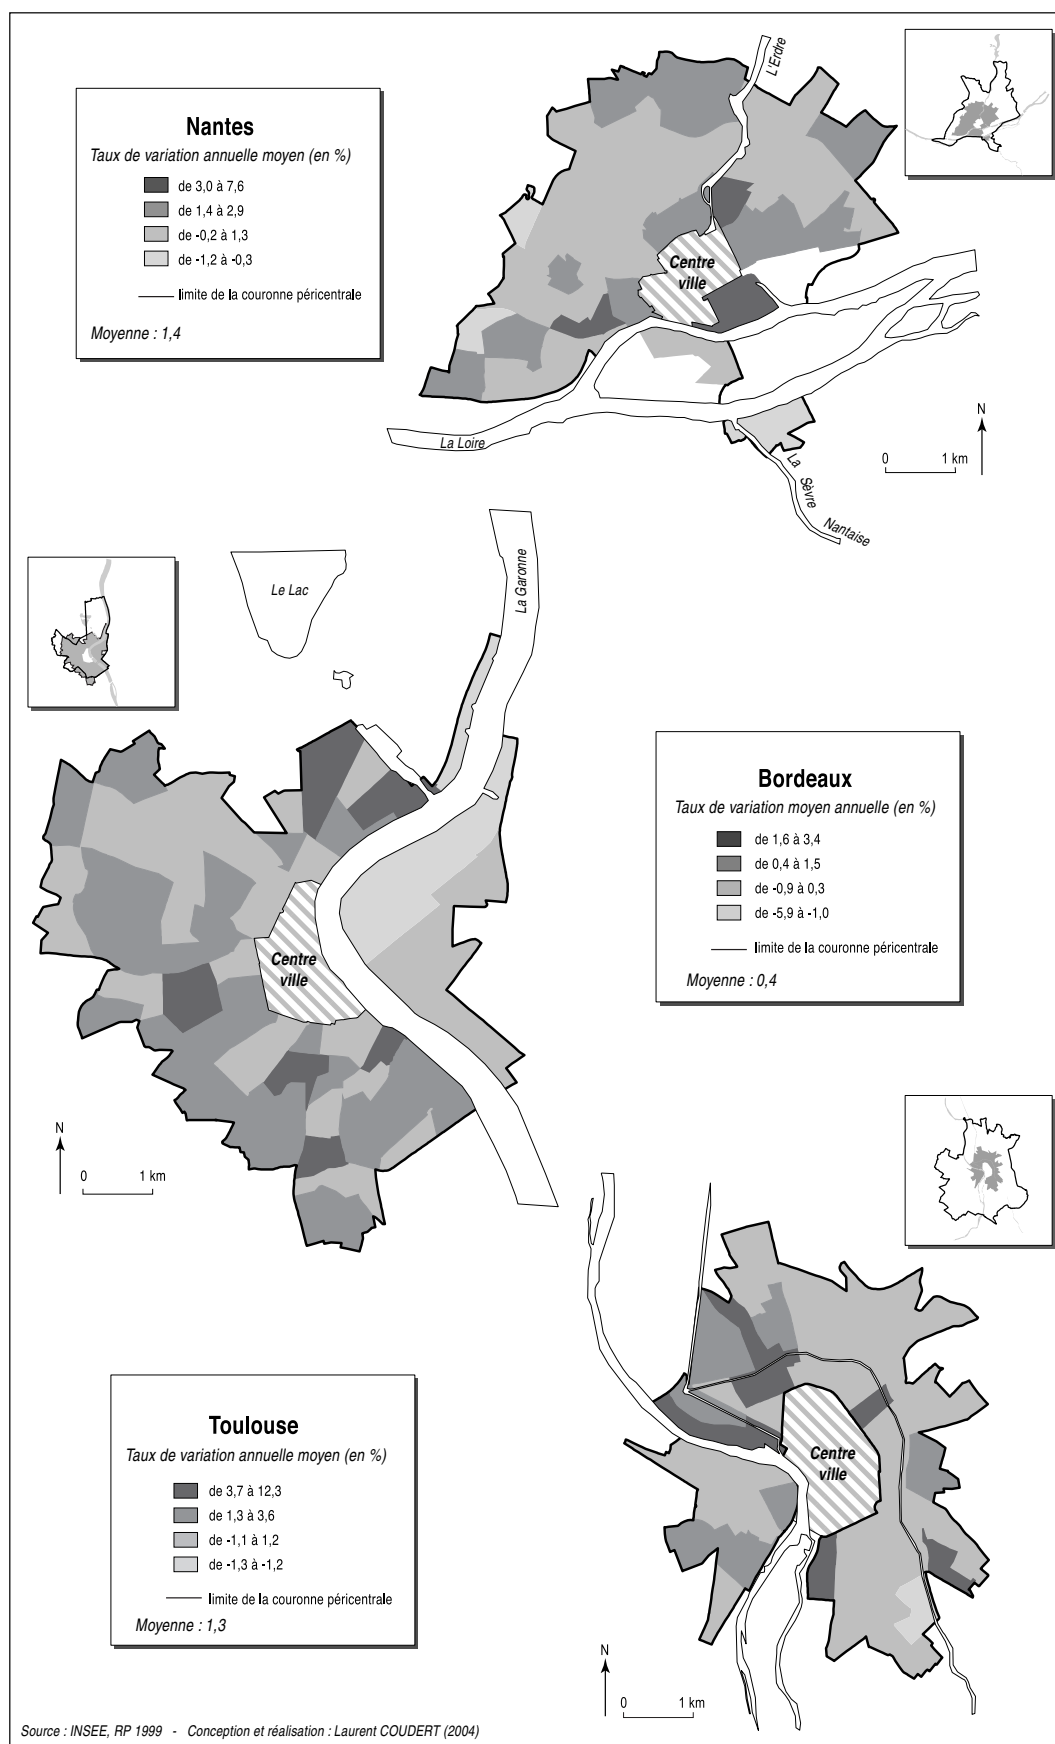 Nantes
Taux de variation annuelle moyen (en %)
de 3,0 à 7,6
de 1,4 à 2,9
de -0,2 à 1,3
de -1,2 à -0,3
limite de la couronne péricentrale
Moyenne : 1,4
L'Erdre
Centre
ville
La Loire
La
Sèvre
Nantaise
N
0 1 km
Le Lac
La Garonne
Centre
ville
N
0 1 km
Bordeaux
Taux de variation moyen annuelle (en %)
de 1,6 à 3,4
de 0,4 à 1,5
de -0,9 à 0,3
de -5,9 à -1,0
limite de la couronne péricentrale
Moyenne : 0,4
Toulouse
Taux de variation annuelle moyen (en %)
de 3,7 à 12,3
de 1,3 à 3,6
de -1,1 à 1,2
de -1,3 à -1,2
limite de la couronne péricentrale
Moyenne : 1,3
Centre
ville
N
0 1 km
Source : INSEE, RP 1999 - Conception et réalisation : Laurent COUDERT (2004)